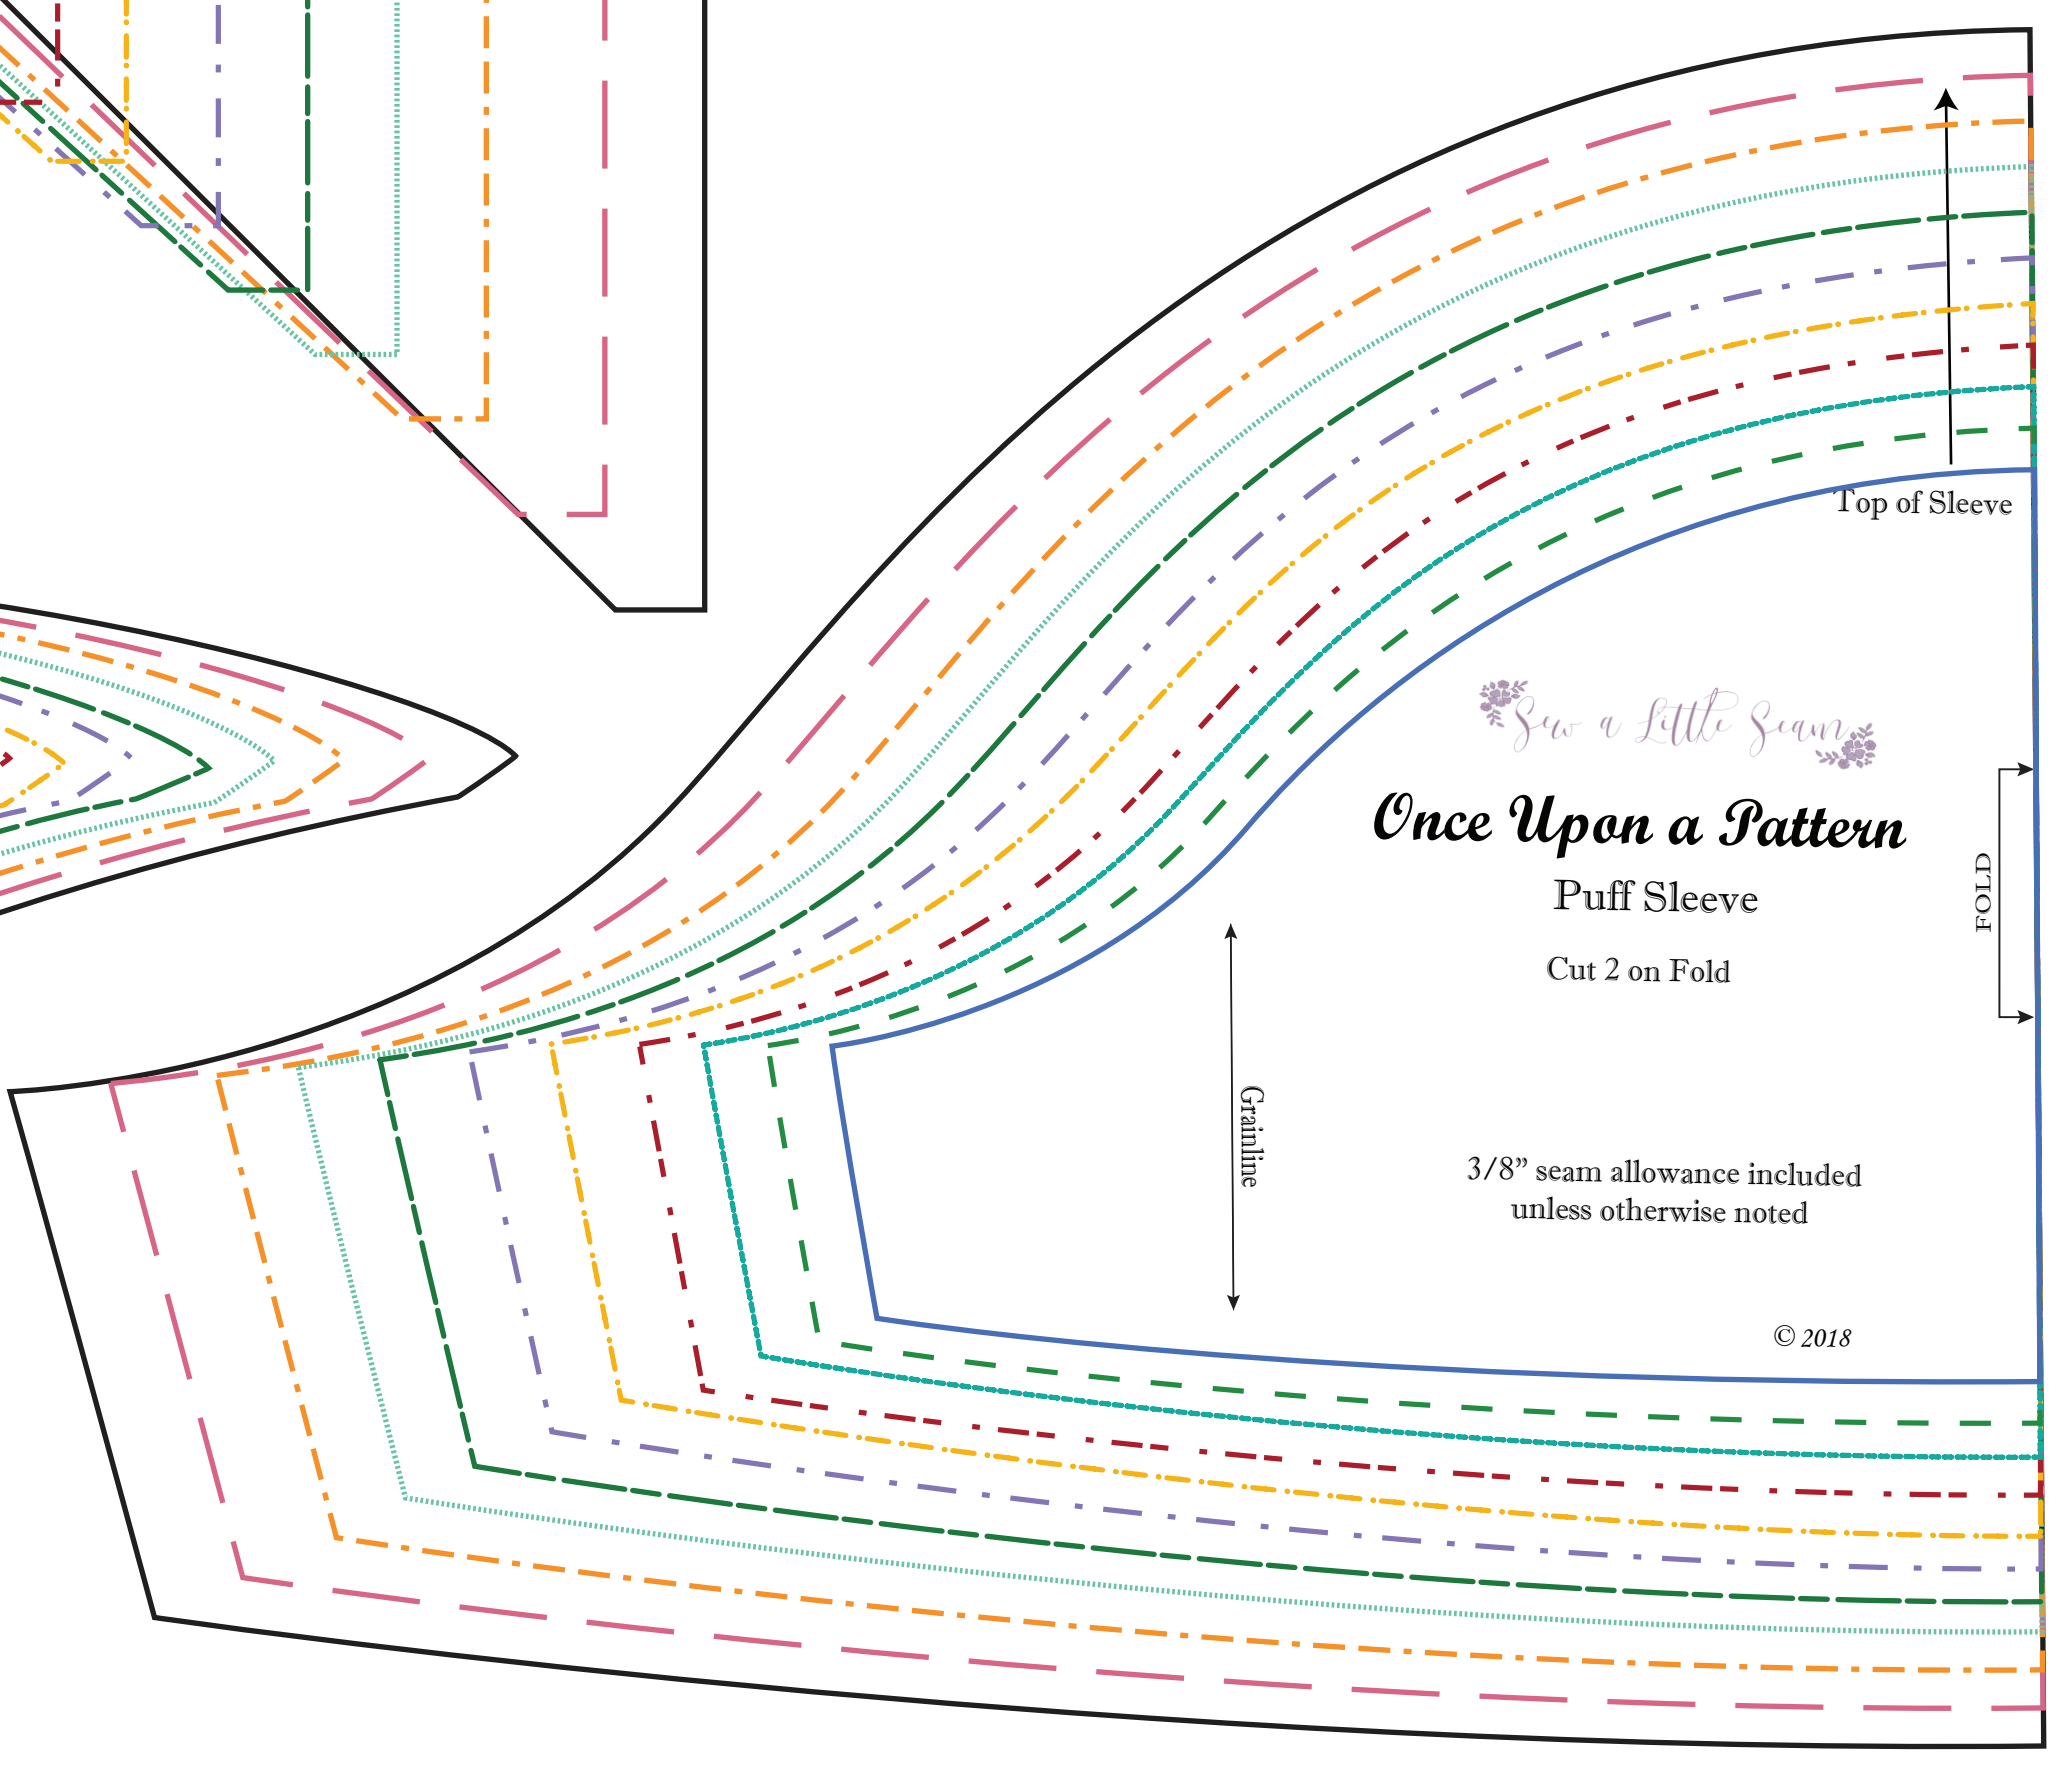 Top of Sleeve
Sew a Little Seam
Once Upon a Pattern
Puff Sleeve
FOLD
Cut 2 on Fold
Grainline
3/8” seam allowance included
unless otherwise noted
© 2018